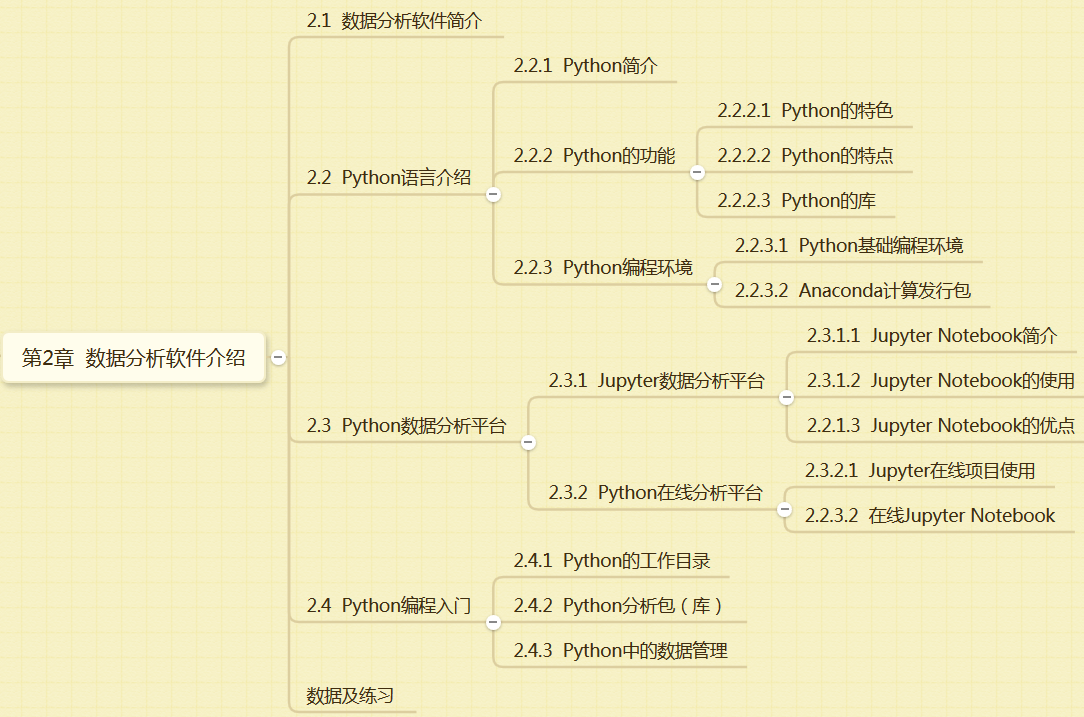 第2章 数据分析软件介绍
2.1 数据分析软件简介
2.2 Python语言介绍
2.2.1 Python简介
2.2.2 Python的功能
2.2.2.1 Python的特色
2.2.2.2 Python的特点
2.2.2.3 Python的库
2.2.3 Python编程环境
2.2.3.1 Python基础编程环境
2.2.3.2 Anaconda计算发行包
2.3 Python数据分析平台
2.3.1 Jupyter数据分析平台
2.3.1.1 Jupyter Notebook简介
2.3.1.2 Jupyter Notebook的使用
2.2.1.3 Jupyter Notebook的优点
2.3.2 Python在线分析平台
2.3.2.1 Jupyter在线项目使用
2.2.3.2 在线Jupyter Notebook
2.4 Python编程入门
2.4.1 Python的工作目录
2.4.2 Python分析包（库）
2.4.3 Python中的数据管理
数据及练习